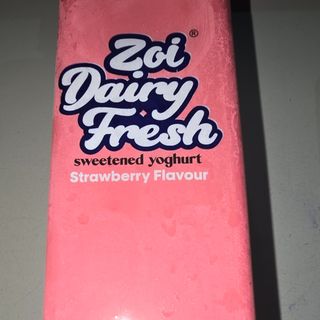 Zoi ®
Dairy
Fresh
sweetened yoghurt
Strawberry Flavour